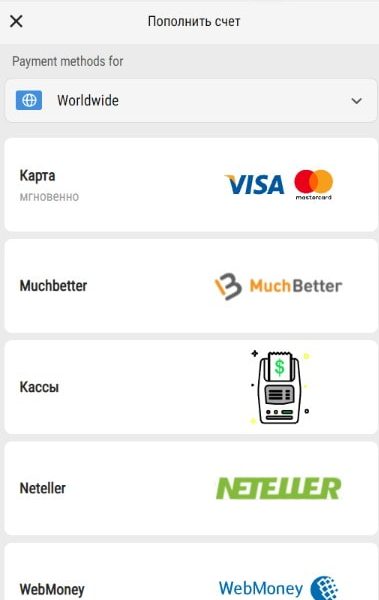 Пополнить счет
Payment methods for
Worldwide
Карта
мгновенно
VISA
mastercard
Muchbetter
MuchBetter
Кассы
$
Neteller
NETELLER
WebMoney
WebMoney